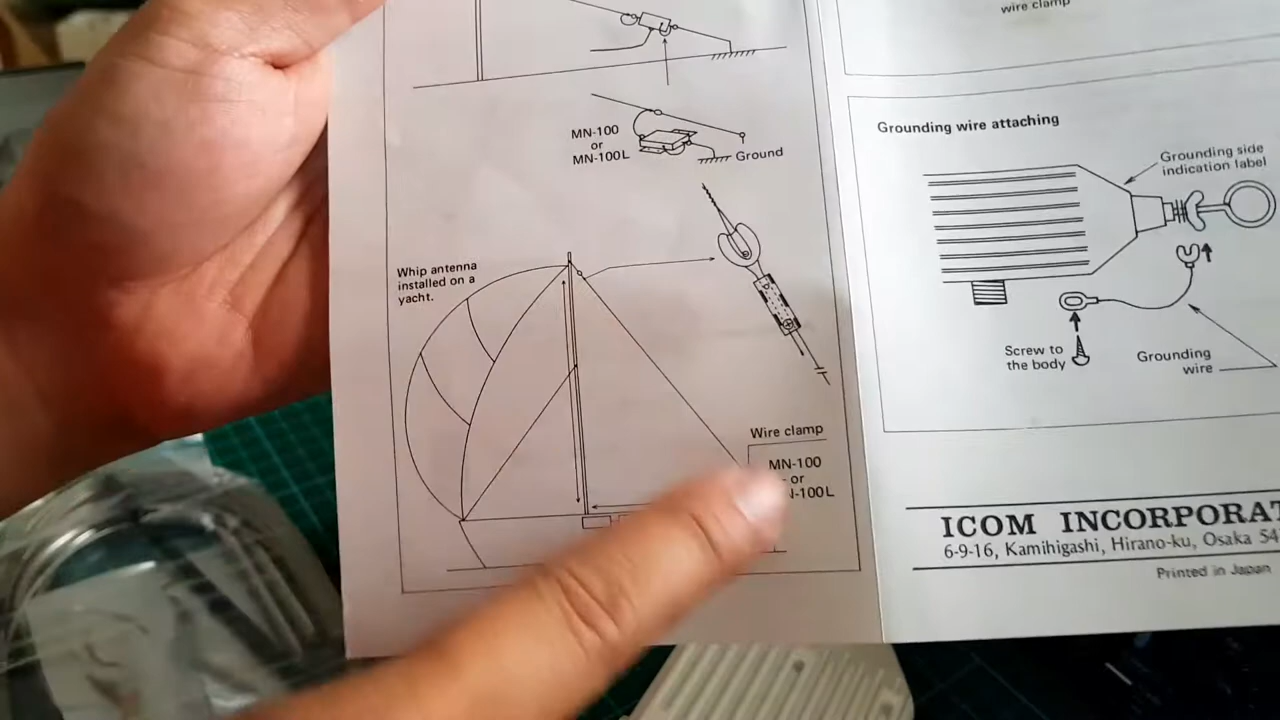 MN-100
or
MN-100L
Ground
Whip antenna
installed on a
yacht.
Wire clamp
MN-100
or
-100L
wire clamp
Grounding wire attaching
Grounding side
indication label
Screw to
the body
Grounding
wire
ICOM INCORPORAT
6-9-16, Kamihigashi, Hirano-ku, Osaka 54
Printed in Japan